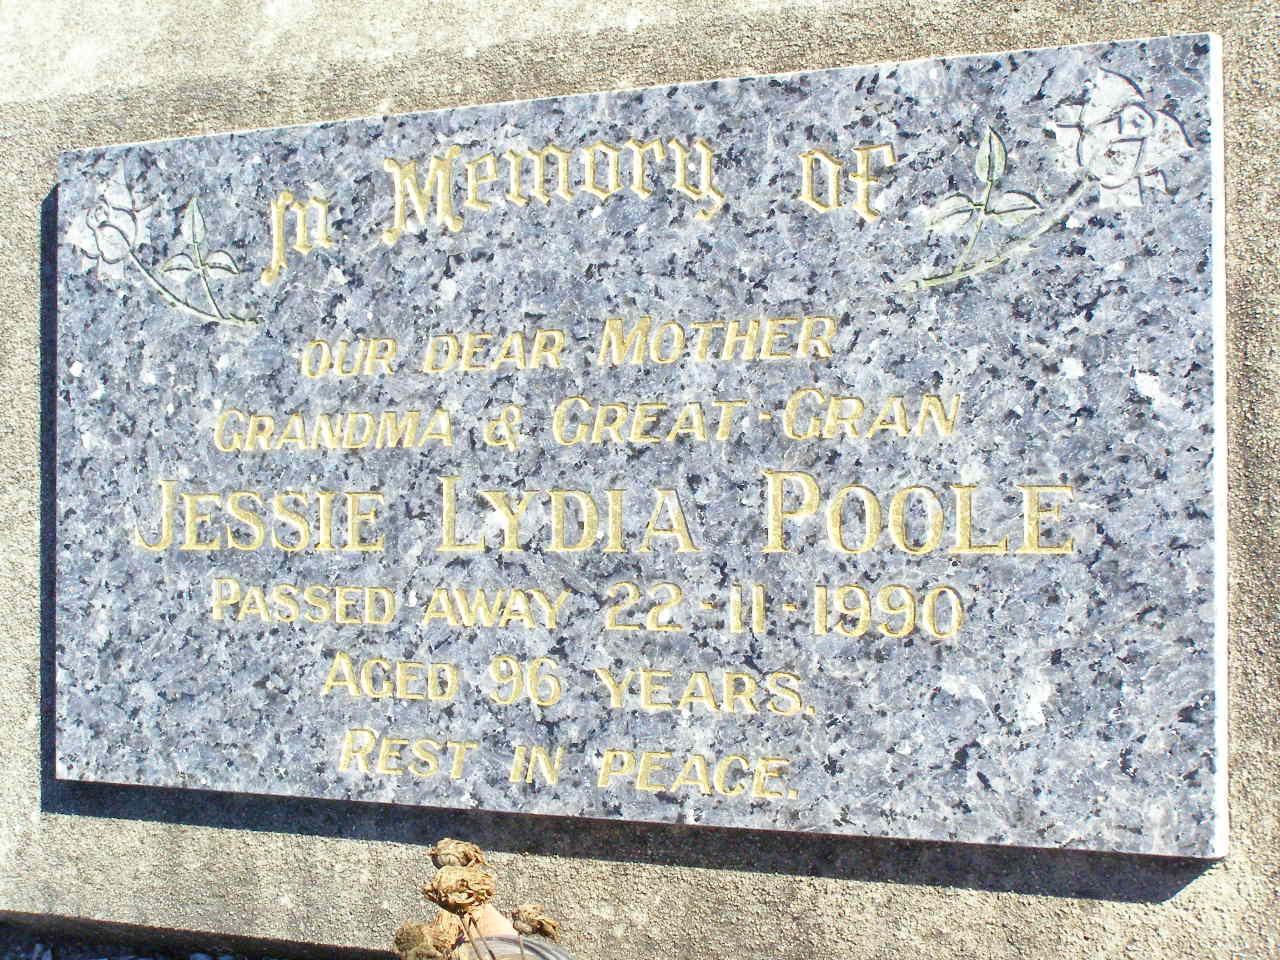 In Memory of
OUR DEAR MOTHER
GRANDMA & GREAT-GRAN
JESSIE LYDIA POOLE
PASSED AWAY 22-11-1990
AGED 96 YEARS
REST IN PEACE.